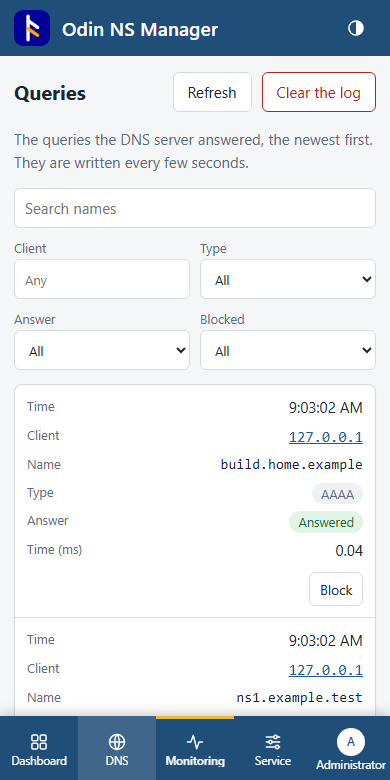 Odin NS Manager
Queries
Refresh
Clear the log
The queries the DNS server answered, the newest first.
They are written every few seconds.
Search names
Client
Type
Any
All
Answer
Blocked
All
All
Time
9:03:02 AM
Client
127.0.0.1
Name
build.home.example
Type
AAAA
Answer
Answered
Time (ms)
0.04
Block
Time
9:03:02 AM
Client
127.0.0.1
Name
ns1.example.test
Dashboard
DNS
Monitoring
Service
A
Administrator